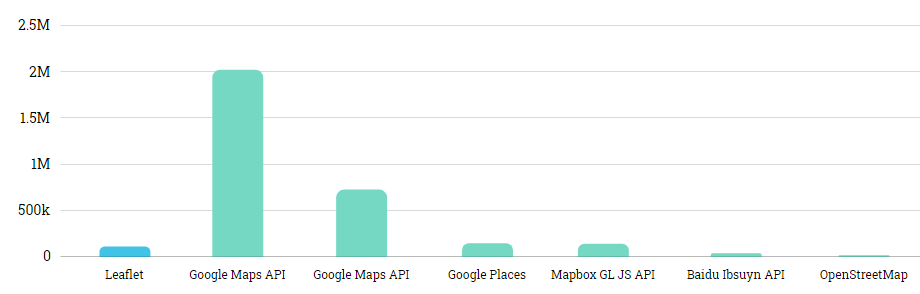 2.5M
2M
1.5M
1M
500k
0
Leaflet Google Maps API Google Maps API Google Places Mapbox GL JS API Baidu Ibsuyn API OpenStreetMap